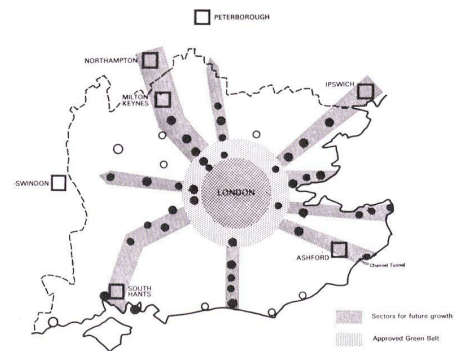 PETERBOROUGH
NORTHAMPTON
MILTON
KEYNES
IPSWICH
SWINDON
LONDON
ASHFORD
Channel Tunnel
SOUTH
HANTS
Sectors for future growth
Approved Green Belt